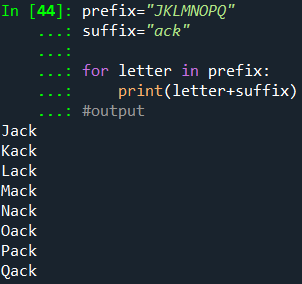 In [44]: prefix="JKLMNOPQ"
    ...: suffix="ack"
    ...:
    ...: for letter in prefix:
    ...:     print(letter+suffix)
    ...: #output
Jack
Kack
Lack
Mack
Nack
Oack
Pack
Qack